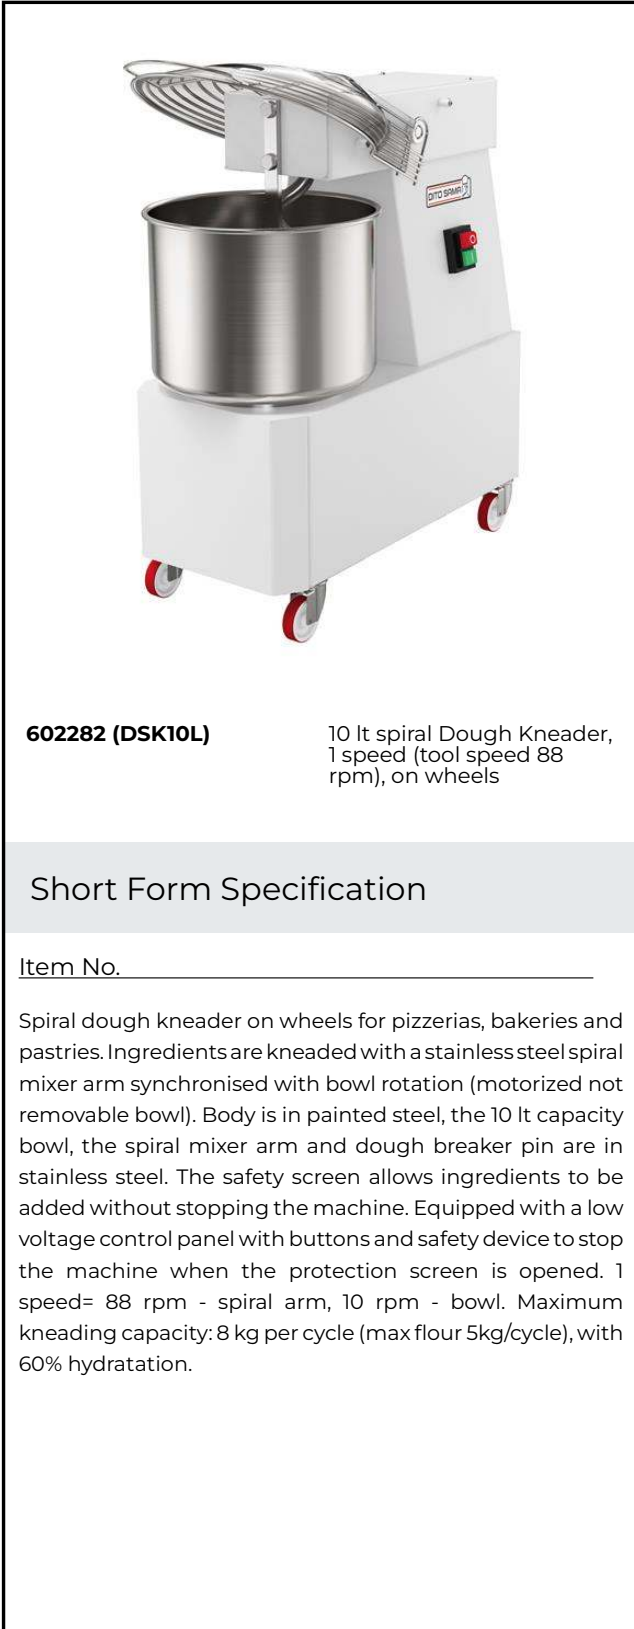 DITO SAMA
602282 (DSK10L)
10 lt spiral Dough Kneader,
1 speed (tool speed 88
rpm), on wheels
Short Form Specification
Item No.
Spiral dough kneader on wheels for pizzerias, bakeries and
pastries. Ingredients are kneaded with a stainless steel spiral
mixer arm synchronised with bowl rotation (motorized not
removable bowl). Body is in painted steel, the 10 lt capacity
bowl, the spiral mixer arm and dough breaker pin are in
stainless steel. The safety screen allows ingredients to be
added without stopping the machine. Equipped with a low
voltage control panel with buttons and safety device to stop
the machine when the protection screen is opened. 1
speed= 88 rpm - spiral arm, 10 rpm - bowl. Maximum
kneading capacity: 8 kg per cycle (max flour 5kg/cycle), with
60% hydratation.